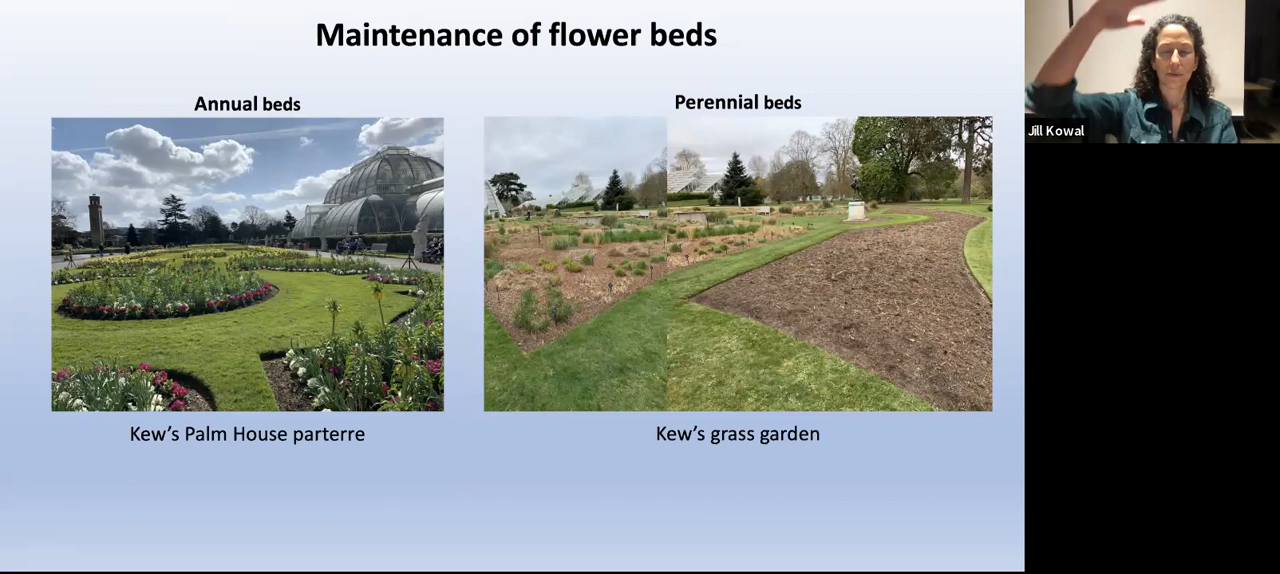 Maintenance of flower beds
Annual beds
Perennial beds
Kew’s Palm House parterre
Kew’s grass garden
Jill Kowal